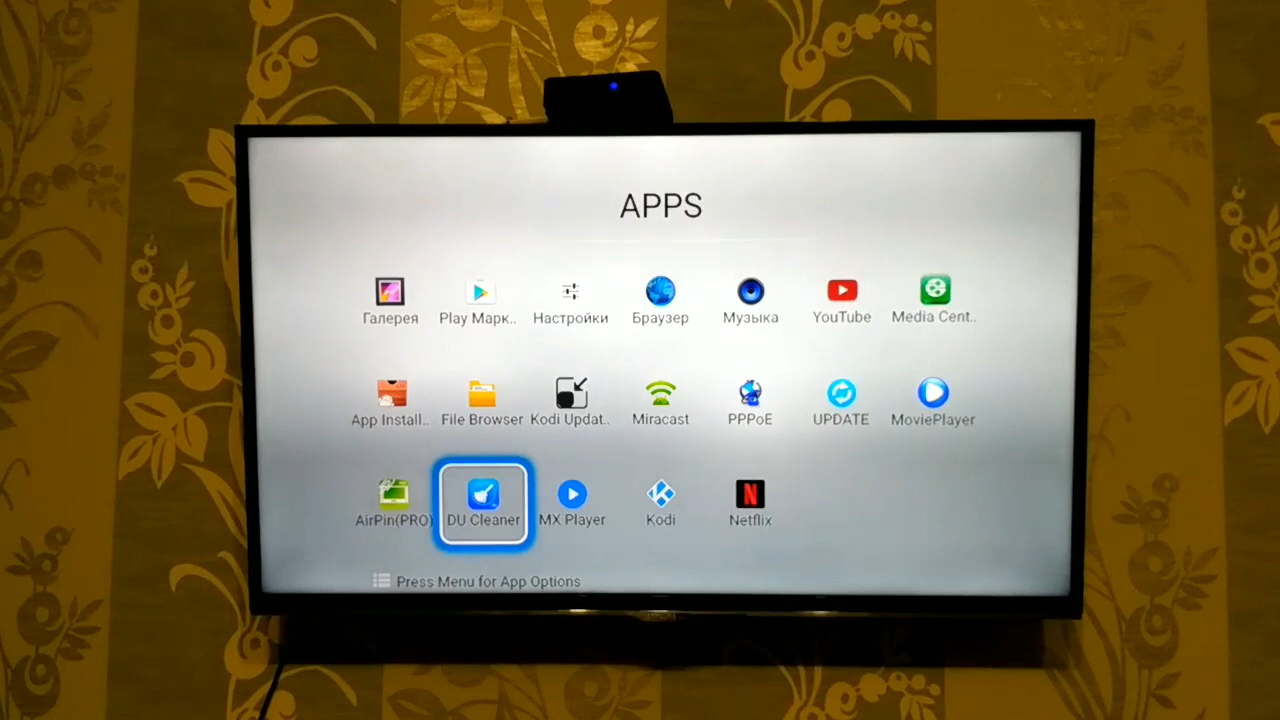 APPS
Галерея Play Марк.. Настройки Браузер Музыка YouTube Media Cent..
App Install.. File Browser Kodi Updat.. Miracast PPPoE UPDATE MoviePlayer
AirPin(PRO) DU Cleaner MX Player Kodi Netflix
Press Menu for App Options